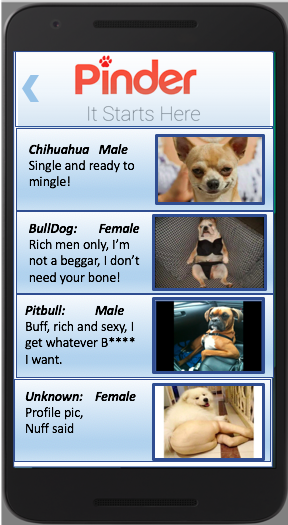 Pinder
It Starts Here
Chihuahua Male
Single and ready to
mingle!
BullDog: Female
Rich men only, I'm
not a beggar, I don't
need your bone!
Pitbull: Male
Buff, rich and sexy, I
get whatever B****
I want.
Unknown: Female
Profile pic,
Nuff said